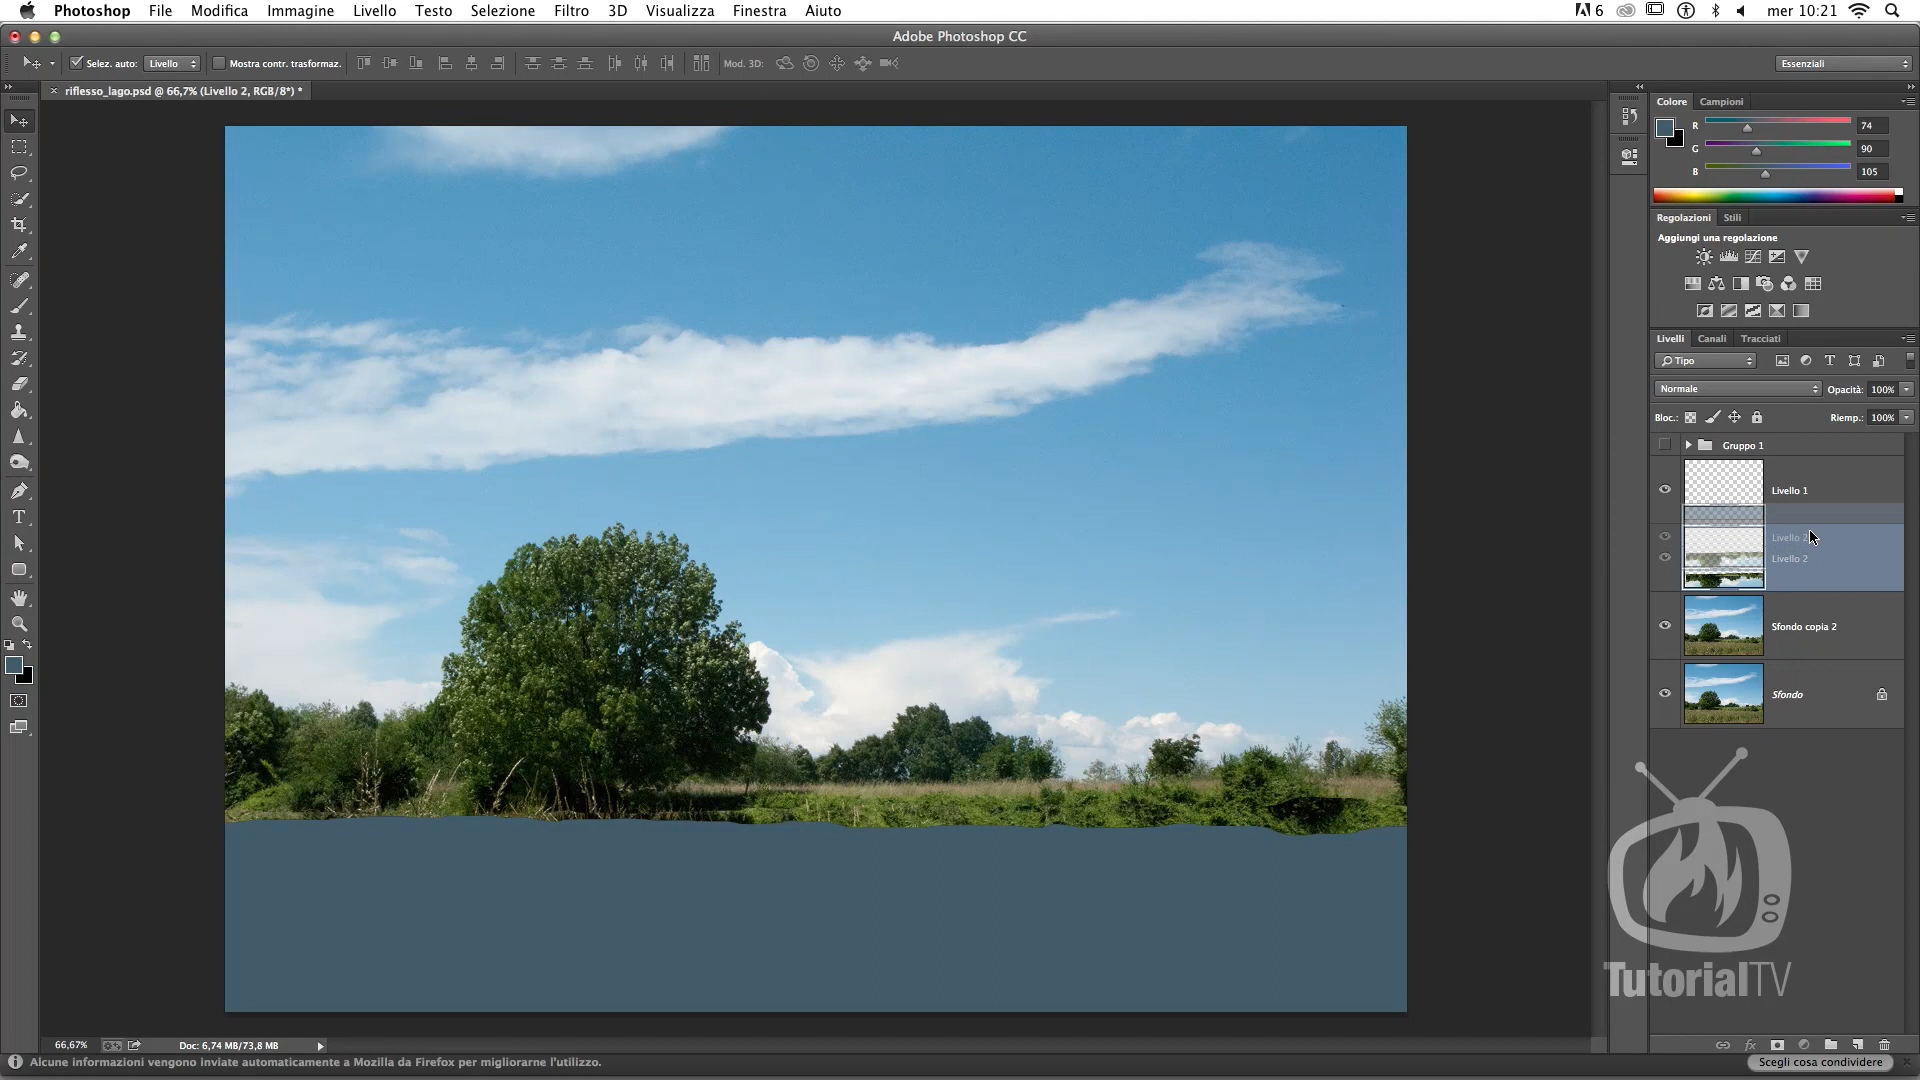 Photoshop File Modifica Immagine Livello Testo Selezione Filtro 3D Visualizza Finestra Aiuto 6 mer 10:21
Adobe Photoshop CC
Selez. auto: Livello Mostra contr. trasformaz. Mod. 3D: Essenziali
riflesso_lago.psd @ 66,7% (Livello 2, RGB/8*) *
Colore Campioni
R 74
G 90
B 105
Regolazioni Stili
Aggiungi una regolazione
Livelli Canali Tracciati
Tipo
Normale Opacità: 100%
Bloc.: Riemp.: 100%
Gruppo 1
Livello 1
Livello 2
Livello 2
Sfondo copia 2
Sfondo
TutorialTV
66,67% Doc: 6,74 MB/73,8 MB
Alcune informazioni vengono inviate automaticamente a Mozilla da Firefox per migliorarne l'utilizzo. Scegli cosa condividere